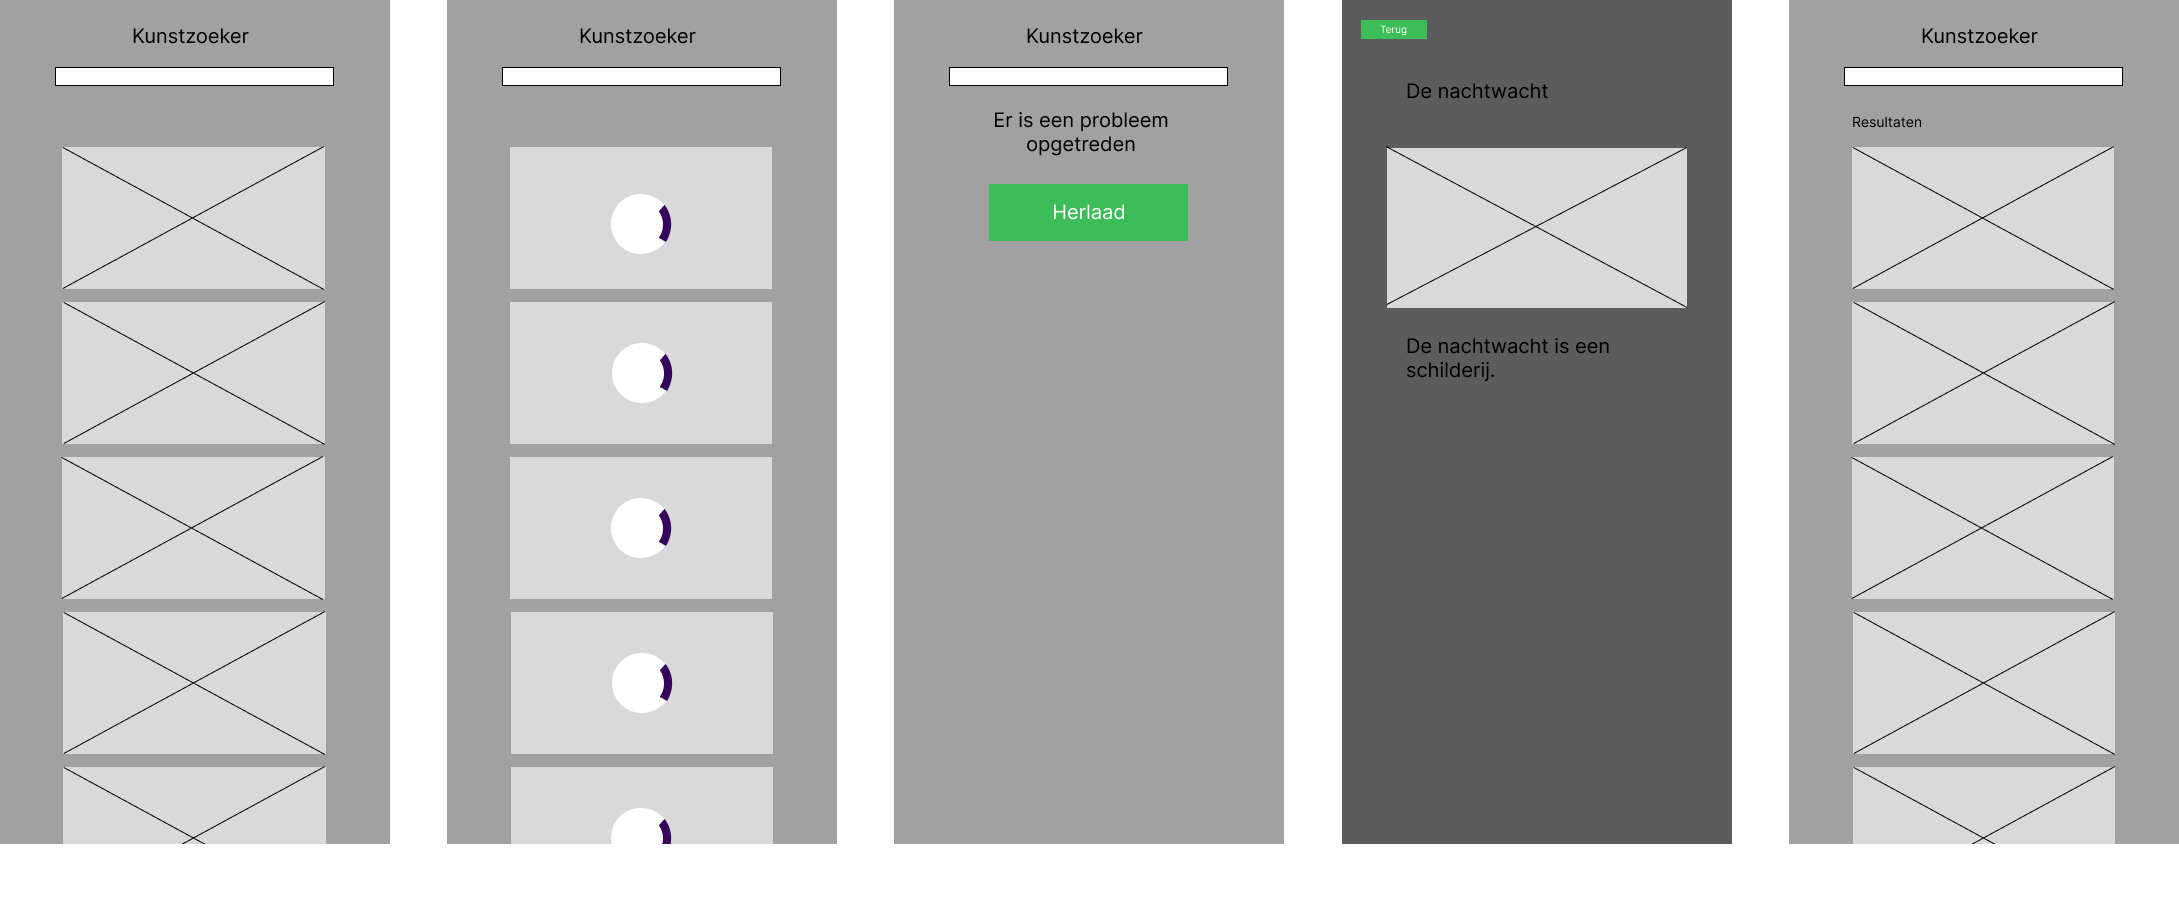 Kunstzoeker
Kunstzoeker
Kunstzoeker
Er is een probleem
opgetreden
Herlaad
Terug
De nachtwacht
De nachtwacht is een
schilderij.
Kunstzoeker
Resultaten